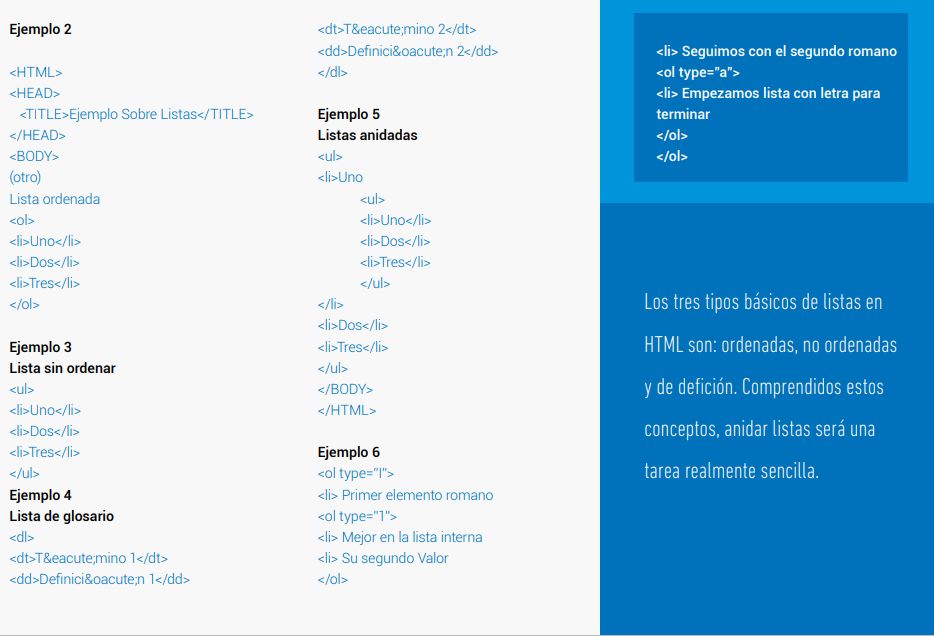 Ejemplo 2
<HTML>
<HEAD>
<TITLE>Ejemplo Sobre Listas</TITLE>
</HEAD>
<BODY>
(otro)
Lista ordenada
<ol>
<li>Uno</li>
<li>Dos</li>
<li>Tres</li>
</ol>
Ejemplo 3
Lista sin ordenar
<ul>
<li>Uno</li>
<li>Dos</li>
<li>Tres</li>
</ul>
Ejemplo 4
Lista de glosario
<dl>
<dt>T&eacute;mino 1</dt>
<dd>Definici&oacute;n 1</dd>
<dt>T&eacute;mino 2</dt>
<dd>Definici&oacute;n 2</dd>
</dl>
Ejemplo 5
Listas anidadas
<ul>
<li>Uno
<ul>
<li>Uno</li>
<li>Dos</li>
<li>Tres</li>
</ul>
</li>
<li>Dos</li>
<li>Tres</li>
</ul>
</BODY>
</HTML>
Ejemplo 6
<ol type="I">
<li> Primer elemento romano
<ol type="1">
<li> Mejor en la lista interna
<li> Su segundo Valor
</ol>
<li> Seguimos con el segundo romano
<ol type="a">
<li> Empezamos lista con letra para
terminar
</ol>
</ol>
Los tres tipos básicos de listas en
HTML son: ordenadas, no ordenadas
y de defición. Comprendidos estos
conceptos, anidar listas será una
tarea realmente sencilla.